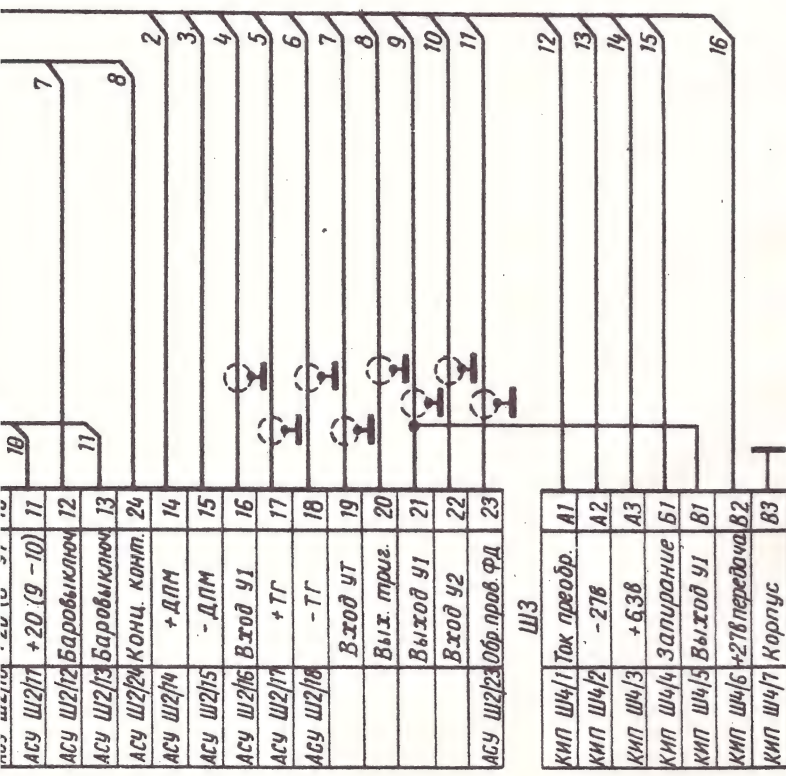 2
3
4
5
6
7
8
9
10
11
12
13
14
15
16
7
8
10
11
11 +20 (9-10) АСУ Ш2/11
12 Баровыключ АСУ Ш2/12
13 Баровыключ АСУ Ш2/13
24 Конц. конт. АСУ Ш2/24
14 +ДПМ АСУ Ш2/14
15 -ДПМ АСУ Ш2/15
16 Вход У1 АСУ Ш2/16
17 +ТГ АСУ Ш2/17
18 -ТГ АСУ Ш2/18
19 Вход УТ
20 Вых. триг.
21 Выход У1
22 Вход У2
23 Обр.пров.ФД АСУ Ш2/23
Ш3
А1 Ток преобр. КИП Ш4/1
А2 -27в КИП Ш4/2
А3 +6,3в КИП Ш4/3
Б1 Запирание КИП Ш4/4
В1 Выход У1 КИП Ш4/5
В2 +27в передача КИП Ш4/6
В3 Корпус КИП Ш4/7